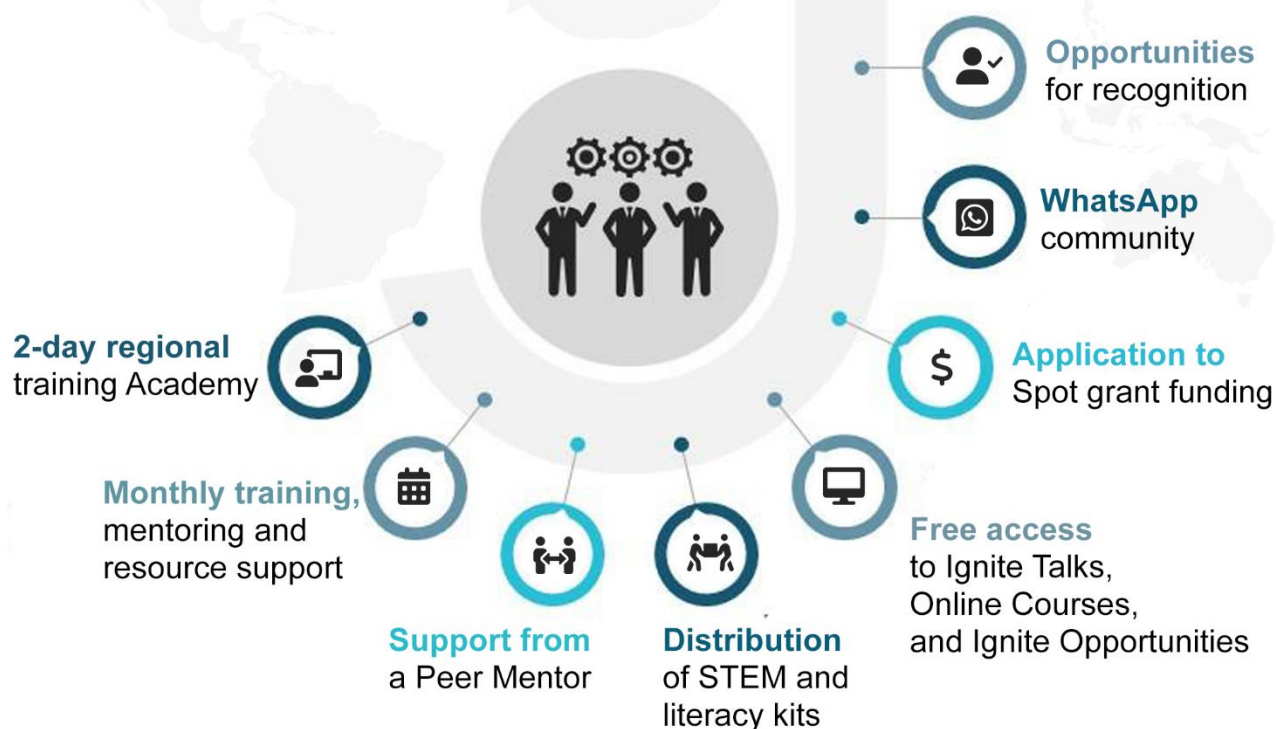 Opportunities
for recognition
WhatsApp
community
2-day regional
training Academy
Application to
Spot grant funding
$
Monthly training,
mentoring and
resource support
Free access
to Ignite Talks,
Online Courses,
and Ignite Opportunities
Support from
a Peer Mentor
Distribution
of STEM and
literacy kits